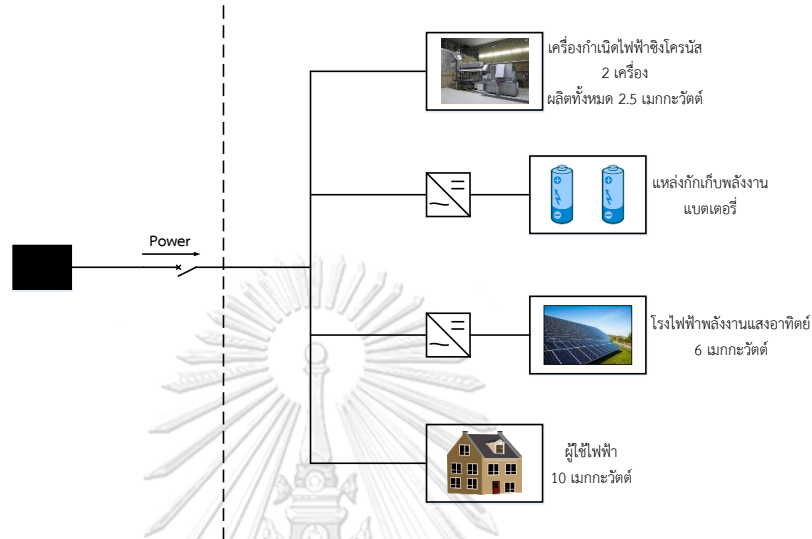 เครื่องกำเนิดไฟฟ้าซิงโครนัส
2 เครื่อง
ผลิตทั้งหมด 2.5 เมกกะวัตต์
แหล่งกักเก็บพลังงาน
แบตเตอรี่
Power
โรงไฟฟ้าพลังงานแสงอาทิตย์
6 เมกกะวัตต์
ผู้ใช้ไฟฟ้า
10 เมกกะวัตต์